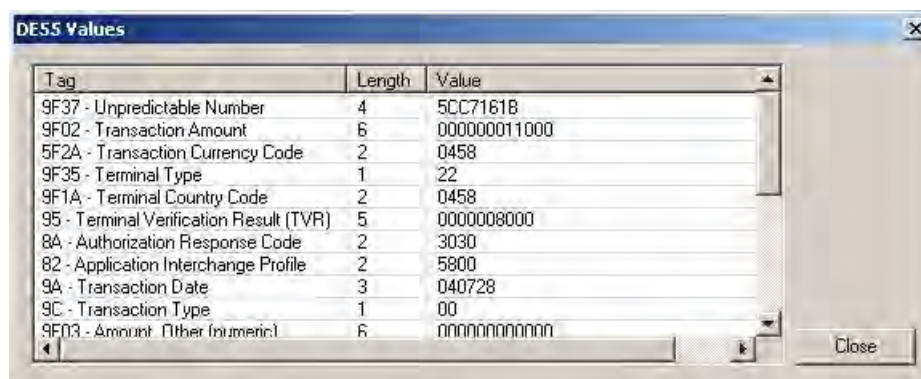 DE55 Values
Tag Length Value
9F37 - Unpredictable Number 4 5CC7161B
9F02 - Transaction Amount 6 000000011000
5F2A - Transaction Currency Code 2 0458
9F35 - Terminal Type 1 22
9F1A - Terminal Country Code 2 0458
95 - Terminal Verification Result (TVR) 5 0000008000
8A - Authorization Response Code 2 3030
82 - Application Interchange Profile 2 5800
9A - Transaction Date 3 040728
9C - Transaction Type 1 00
9F03 - Amount, Other (numeric) 6 000000000000
Close